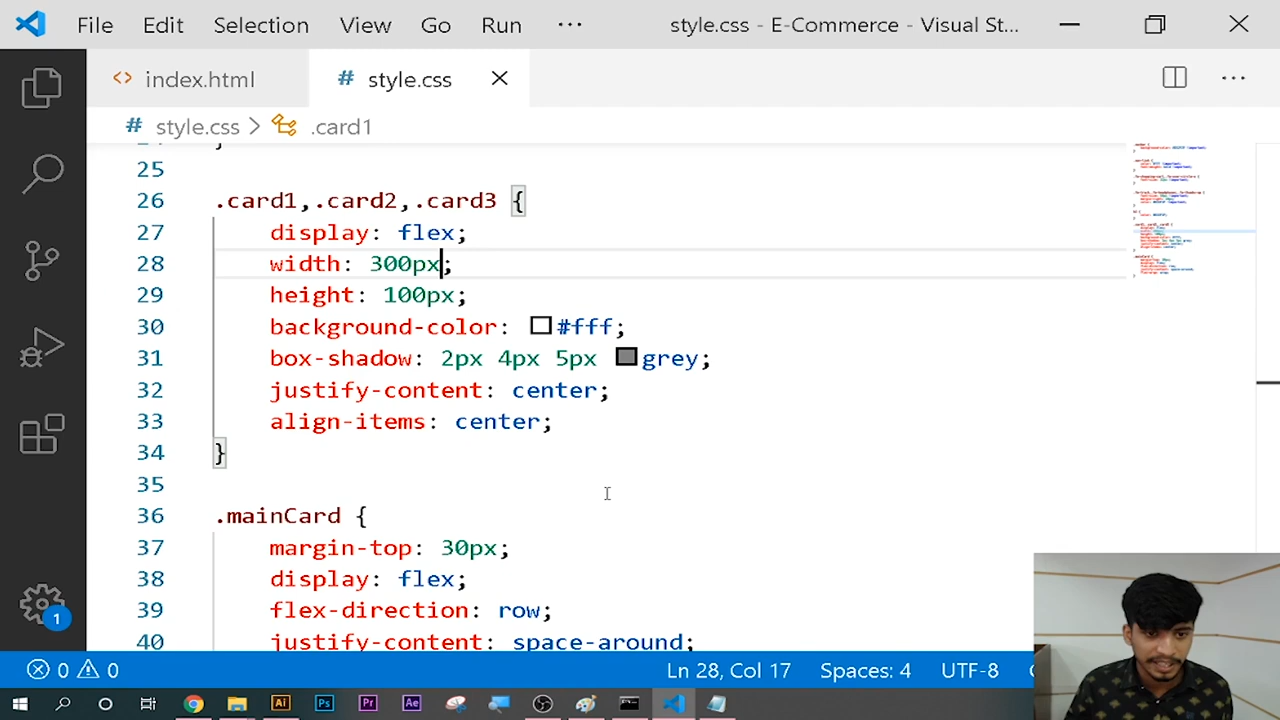 File Edit Selection View Go Run ··· style.css - E-Commerce - Visual St...
<> index.html # style.css
# style.css > .card1
25
26 .card1,.card2,.card3 {
27 display: flex;
28 width: 300px;
29 height: 100px;
30 background-color: #fff;
31 box-shadow: 2px 4px 5px grey;
32 justify-content: center;
33 align-items: center;
34 }
35
36 .mainCard {
37 margin-top: 30px;
38 display: flex;
39 flex-direction: row;
40 justify-content: space-around;
1
0 0 Ln 28, Col 17 Spaces: 4 UTF-8
Ai Ps Pr Ae